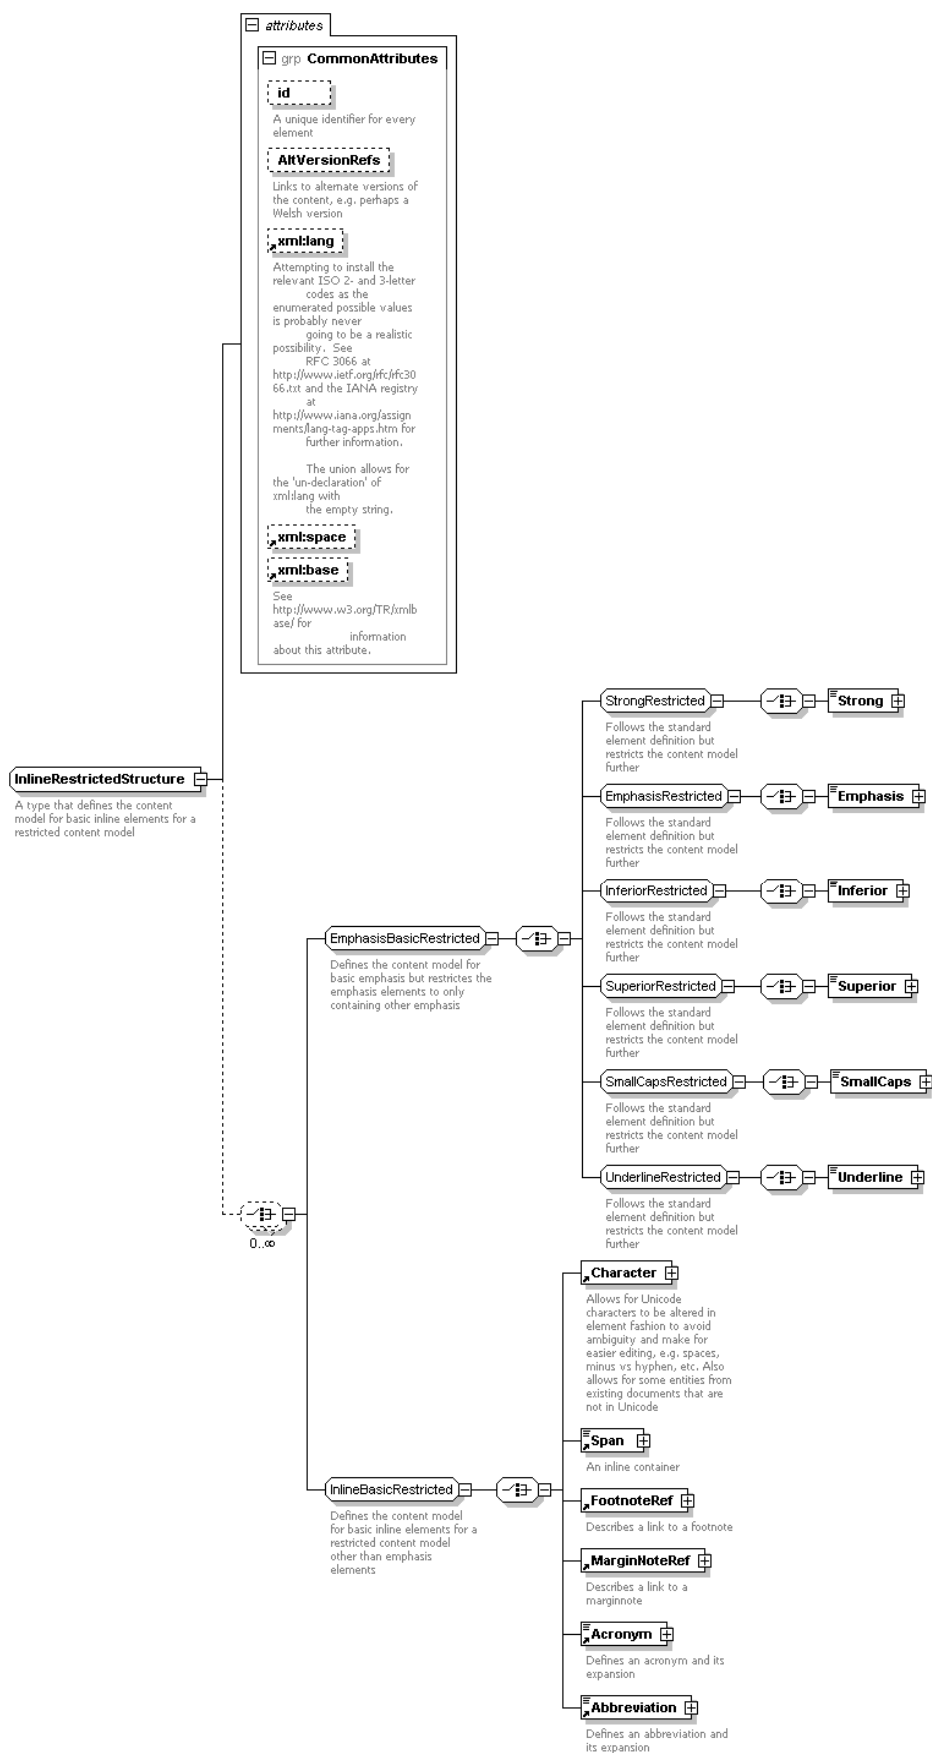 attributes
grp CommonAttributes
id
A unique identifier for every
element
AltVersionRefs
Links to alternate versions of
the content, e.g. perhaps a
Welsh version
xml:lang
Attempting to install the
relevant ISO 2- and 3-letter
codes as the
enumerated possible values
is probably never
going to be a realistic
possibility. See
RFC 3066 at
http://www.ietf.org/rfc/rfc30
66.txt and the IANA registry
at
http://www.iana.org/assign
ments/lang-tag-apps.htm for
further information.
The union allows for
the 'un-declaration' of
xml:lang with
the empty string.
xml:space
xml:base
See
http://www.w3.org/TR/xmlb
ase/ for
information
about this attribute.
InlineRestrictedStructure
A type that defines the content
model for basic inline elements for a
restricted content model
0..∞
EmphasisBasicRestricted
Defines the content model for
basic emphasis but restrictes the
emphasis elements to only
containing other emphasis
StrongRestricted
Strong
Follows the standard
element definition but
restricts the content model
further
EmphasisRestricted
Emphasis
Follows the standard
element definition but
restricts the content model
further
InferiorRestricted
Inferior
Follows the standard
element definition but
restricts the content model
further
SuperiorRestricted
Superior
Follows the standard
element definition but
restricts the content model
further
SmallCapsRestricted
SmallCaps
Follows the standard
element definition but
restricts the content model
further
UnderlineRestricted
Underline
Follows the standard
element definition but
restricts the content model
further
InlineBasicRestricted
Defines the content model
for basic inline elements for a
restricted content model
other than emphasis
elements
Character
Allows for Unicode
characters to be altered in
element fashion to avoid
ambiguity and make for
easier editing, e.g. spaces,
minus vs hyphen, etc. Also
allows for some entities from
existing documents that are
not in Unicode
Span
An inline container
FootnoteRef
Describes a link to a footnote
MarginNoteRef
Describes a link to a
marginnote
Acronym
Defines an acronym and its
expansion
Abbreviation
Defines an abbreviation and
its expansion